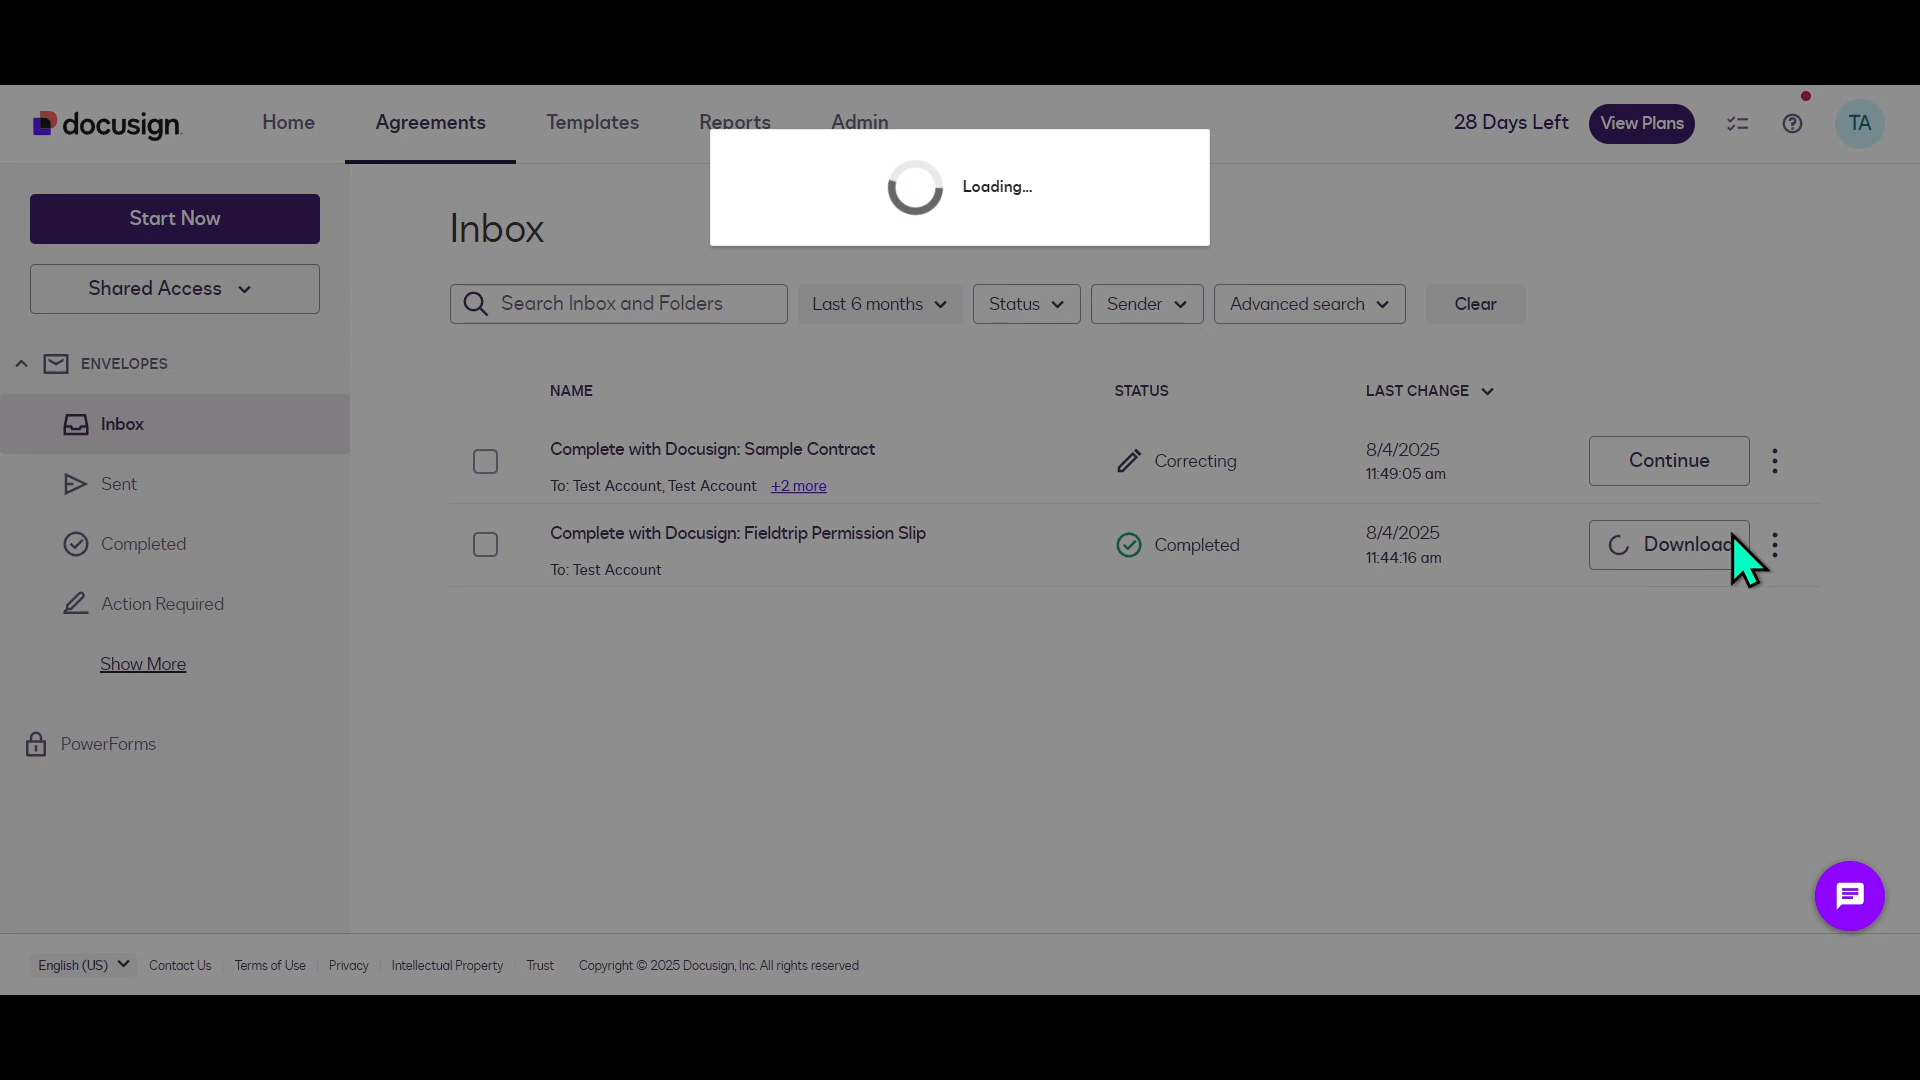 docusign
Home
Agreements
Templates
Reports
Admin
28 Days Left
View Plans
TA
Loading...
Start Now
Shared Access
Inbox
Search Inbox and Folders
Last 6 months
Status
Sender
Advanced search
Clear
ENVELOPES
Inbox
Sent
Completed
Action Required
Show More
PowerForms
NAME
STATUS
LAST CHANGE
Complete with Docusign: Sample Contract
To: Test Account, Test Account +2 more
Correcting
8/4/2025
11:49:05 am
Continue
Complete with Docusign: Fieldtrip Permission Slip
To: Test Account
Completed
8/4/2025
11:44:16 am
Download
English (US)
Contact Us
Terms of Use
Privacy
Intellectual Property
Trust
Copyright © 2025 Docusign, Inc. All rights reserved